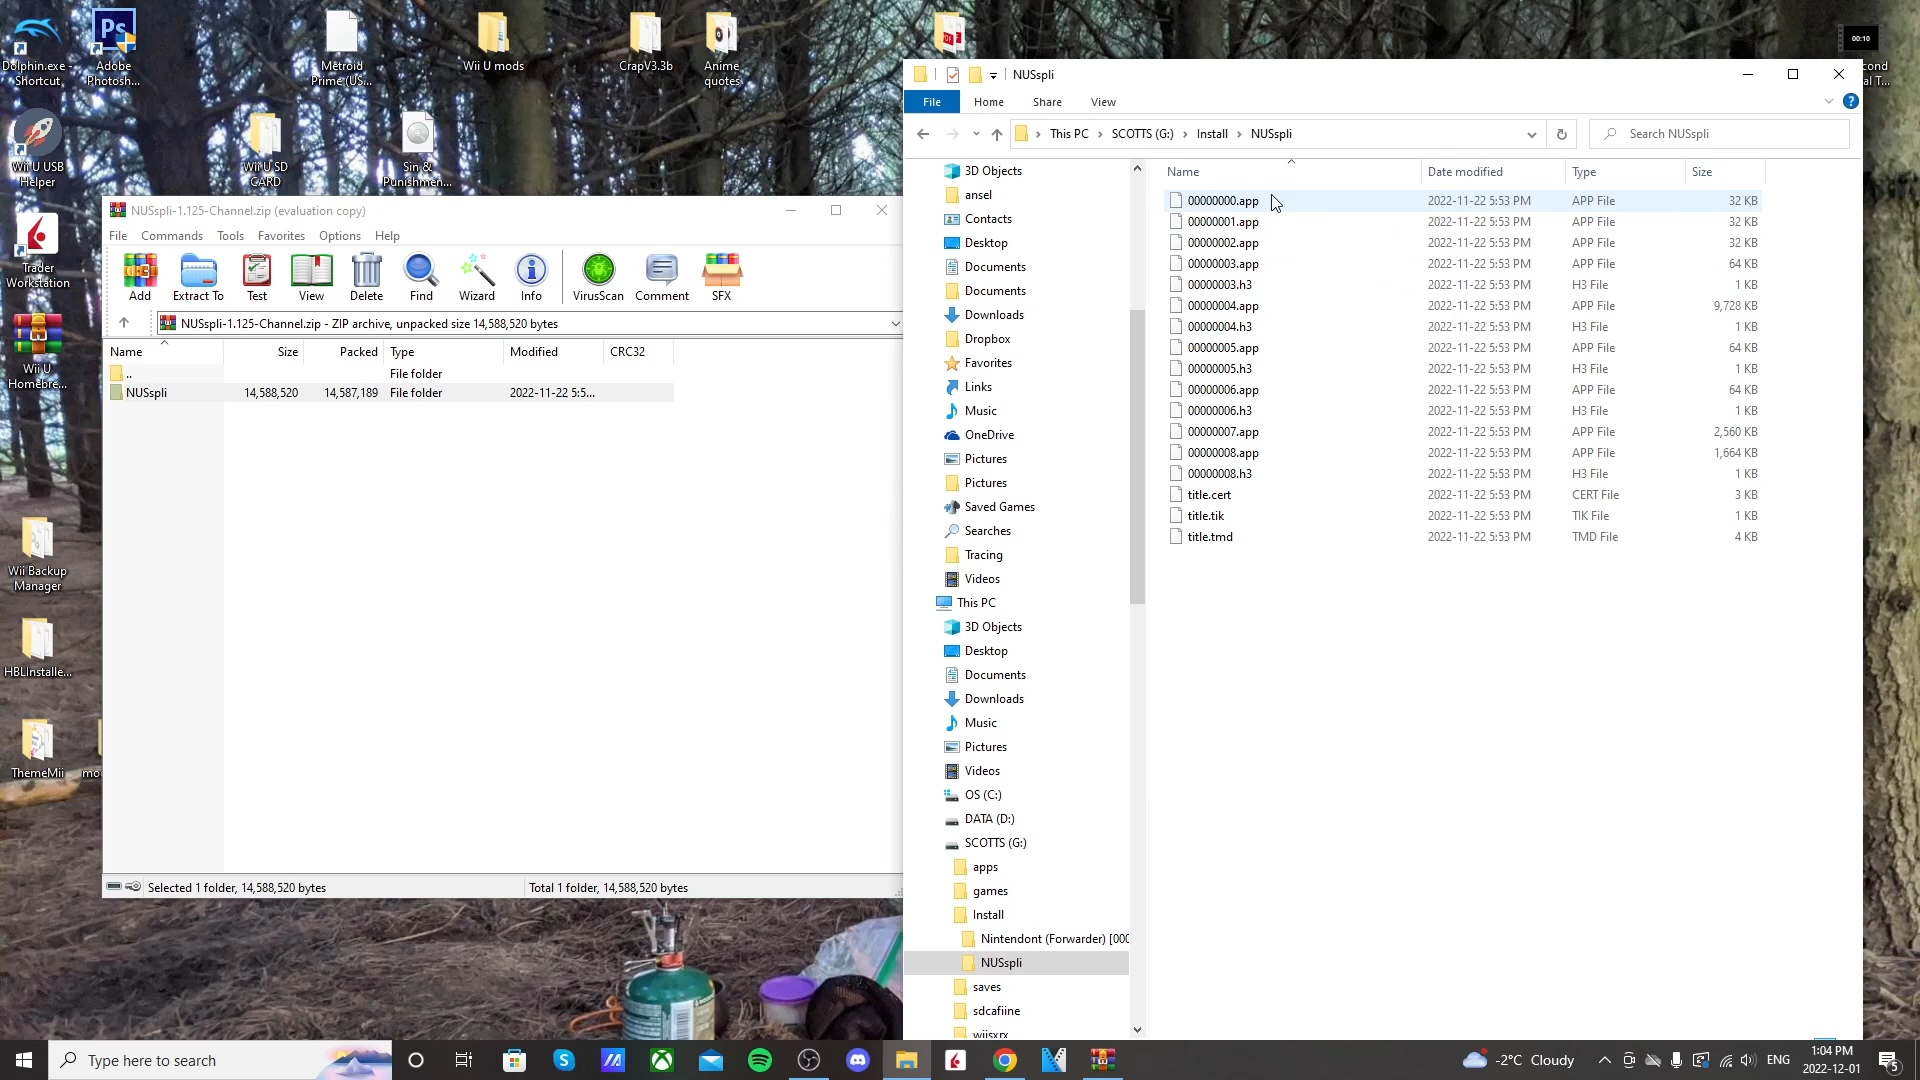 Dolphin.exe - Shortcut
Adobe Photosh...
Metroid Prime (US...
Wii U mods
CrapV3.3b
Anime quotes
PDF
00:10
cond
al T...
Wii U USB Helper
Wii U SD CARD
Sin & Punishmen...
Trader Workstation
Wii U Homebre...
Wii Backup Manager
HBLInstalle...
ThemeMii
mo
NUSspli-1.125-Channel.zip (evaluation copy)
File Commands Tools Favorites Options Help
Add Extract To Test View Delete Find Wizard Info VirusScan Comment SFX
NUSspli-1.125-Channel.zip - ZIP archive, unpacked size 14,588,520 bytes
Name Size Packed Type Modified CRC32
.. File folder
NUSspli 14,588,520 14,587,189 File folder 2022-11-22 5:5...
Selected 1 folder, 14,588,520 bytes
Total 1 folder, 14,588,520 bytes
NUSspli
File Home Share View
This PC > SCOTTS (G:) > Install > NUSspli
Search NUSspli
3D Objects
ansel
Contacts
Desktop
Documents
Documents
Downloads
Dropbox
Favorites
Links
Music
OneDrive
Pictures
Pictures
Saved Games
Searches
Tracing
Videos
This PC
3D Objects
Desktop
Documents
Downloads
Music
Pictures
Videos
OS (C:)
DATA (D:)
SCOTTS (G:)
apps
games
Install
Nintendont (Forwarder) [000
NUSspli
saves
sdcafiine
wiisxrx
Name Date modified Type Size
00000000.app 2022-11-22 5:53 PM APP File 32 KB
00000001.app 2022-11-22 5:53 PM APP File 32 KB
00000002.app 2022-11-22 5:53 PM APP File 32 KB
00000003.app 2022-11-22 5:53 PM APP File 64 KB
00000003.h3 2022-11-22 5:53 PM H3 File 1 KB
00000004.app 2022-11-22 5:53 PM APP File 9,728 KB
00000004.h3 2022-11-22 5:53 PM H3 File 1 KB
00000005.app 2022-11-22 5:53 PM APP File 64 KB
00000005.h3 2022-11-22 5:53 PM H3 File 1 KB
00000006.app 2022-11-22 5:53 PM APP File 64 KB
00000006.h3 2022-11-22 5:53 PM H3 File 1 KB
00000007.app 2022-11-22 5:53 PM APP File 2,560 KB
00000008.app 2022-11-22 5:53 PM APP File 1,664 KB
00000008.h3 2022-11-22 5:53 PM H3 File 1 KB
title.cert 2022-11-22 5:53 PM CERT File 3 KB
title.tik 2022-11-22 5:53 PM TIK File 1 KB
title.tmd 2022-11-22 5:53 PM TMD File 4 KB
Type here to search
-2°C Cloudy
ENG
1:04 PM
2022-12-01
5